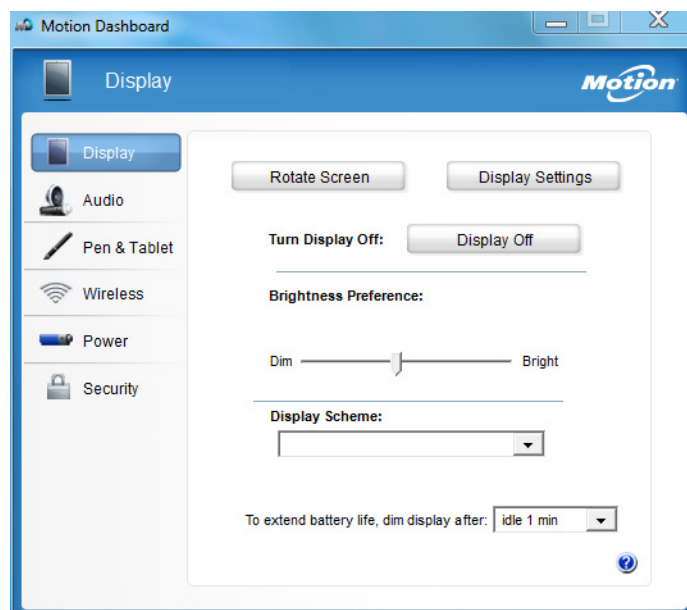 Motion Dashboard
Display
Motion
Display
Audio
Pen & Tablet
Wireless
Power
Security
Rotate Screen
Display Settings
Turn Display Off:
Display Off
Brightness Preference:
Dim
Bright
Display Scheme:
To extend battery life, dim display after: idle 1 min
?